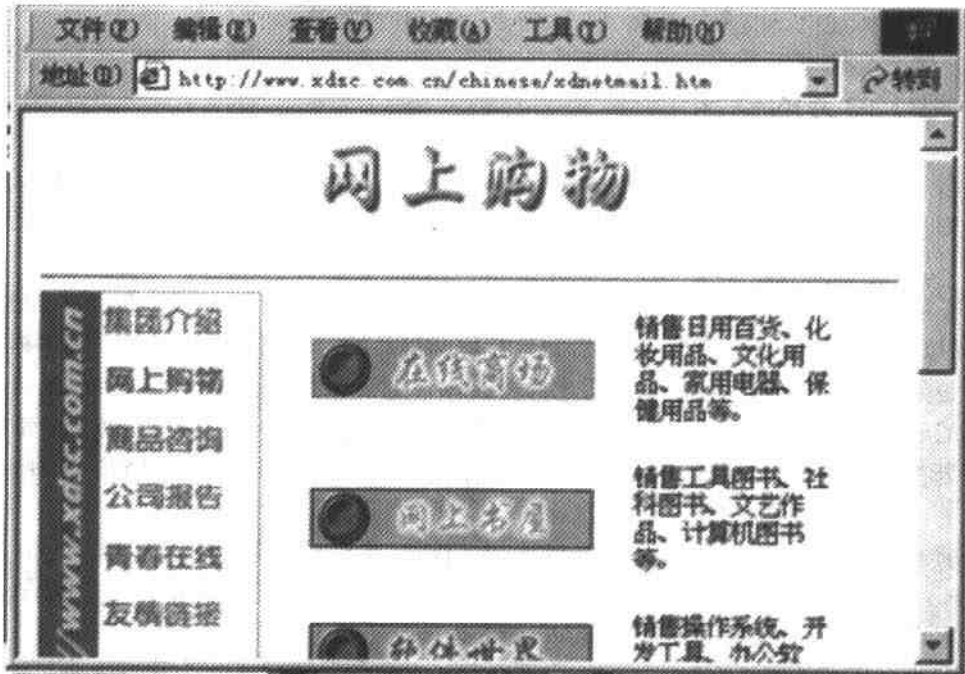 文件(F) 编辑(E) 查看(V) 收藏(A) 工具(T) 帮助(H)
地址(D) http://www.xdsc.com.cn/chinese/xdnetmail.htm 转到
网上购物
//www.xdsc.com.cn
集团介绍
网上购物
商品咨询
公司报告
青春在线
友情链接
在线商场
销售日用百货、化
妆用品、文化用
品、家用电器、保
健用品等。
网上书店
销售工具图书、社
科图书、文艺作
品、计算机图书
等。
软件世界
销售操作系统、开
发工具、办公软